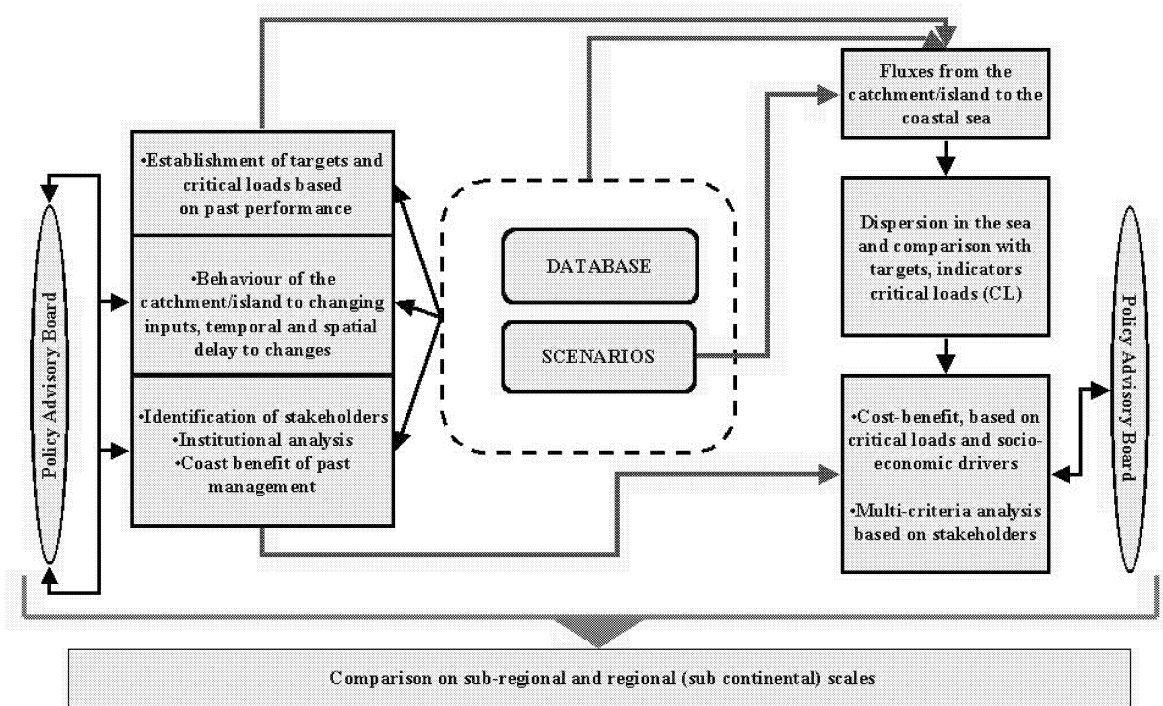 Policy Advisory Board
•Establishment of targets and
critical loads based
on past performance
•Behaviour of the
catchment/island to changing
inputs, temporal and spatial
delay to changes
•Identification of stakeholders
•Institutional analysis
•Coast benefit of past
management
DATABASE
SCENARIOS
Fluxes from the
catchment/island to the
coastal sea
Dispersion in the sea
and comparison with
targets, indicators
critical loads (CL)
•Cost-benefit, based on
critical loads and socio-
economic drivers
•Multi-criteria analysis
based on stakeholders
Policy Advisory Board
Comparison on sub-regional and regional (sub continental) scales